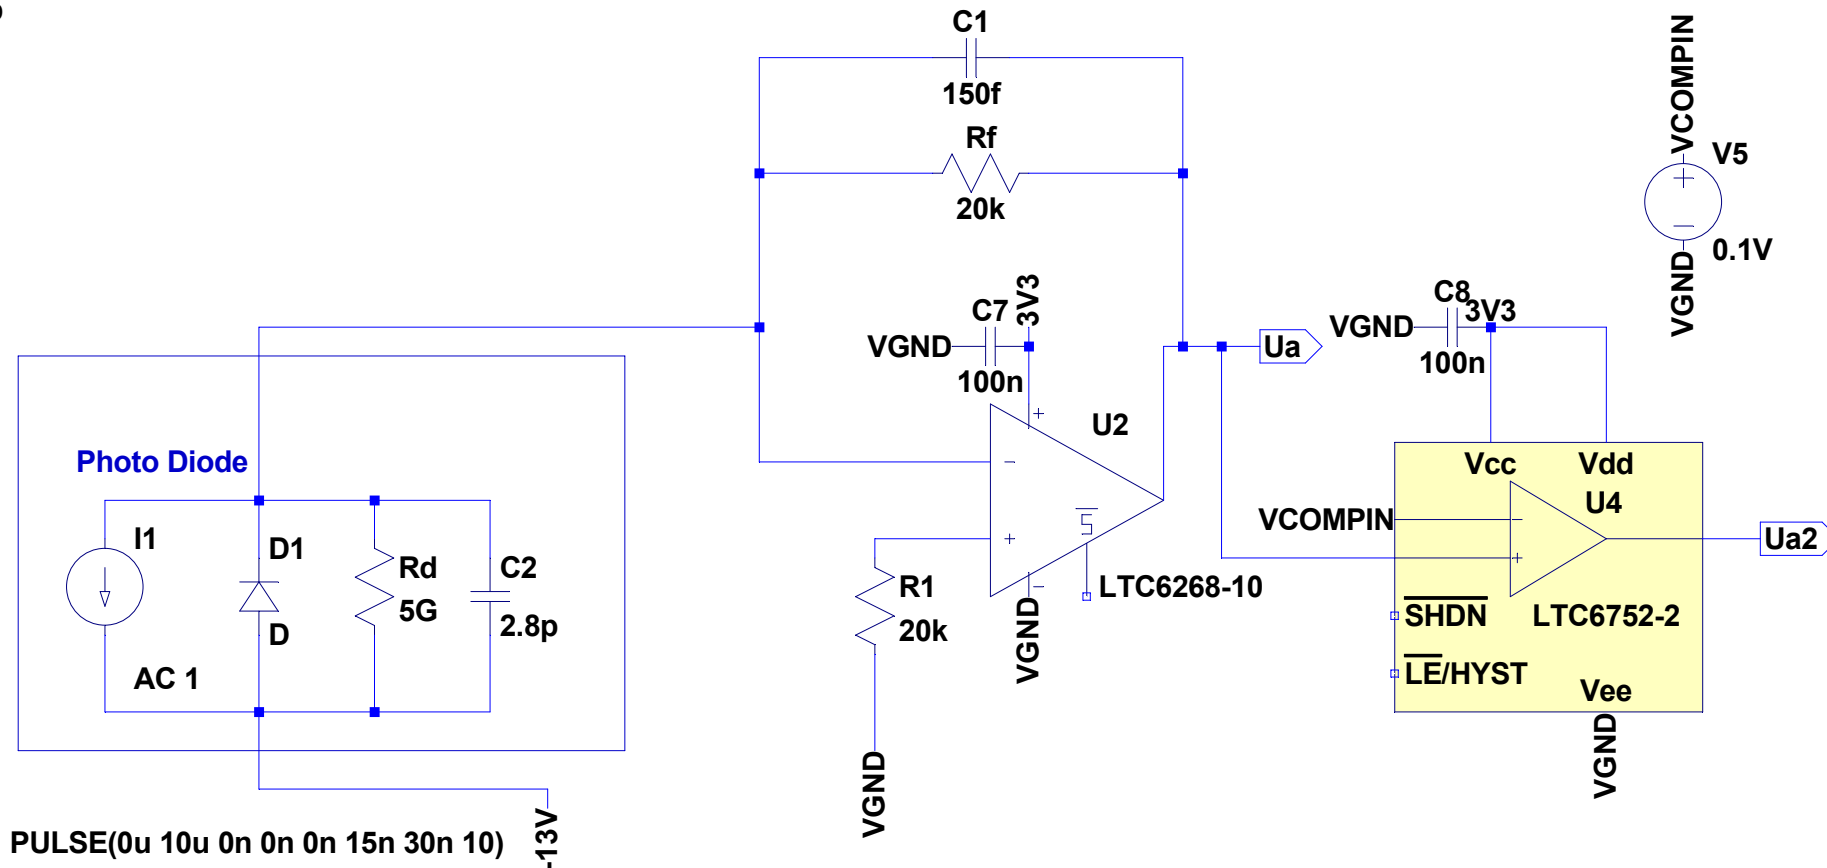 C1
150f
Rf
20k
VCOMPIN
V5
0.1V
VGND
C7
3V3
VGND
100n
Ua
C8
3V3
VGND
100n
U2
Photo Diode
I1
D1
D
Rd
5G
C2
2.8p
AC 1
S
LTC6268-10
R1
20k
VGND
VGND
Vcc
Vdd
U4
VCOMPIN
Ua2
SHDN
LTC6752-2
LE/HYST
Vee
VGND
-13V
PULSE(0u 10u 0n 0n 0n 15n 30n 10)